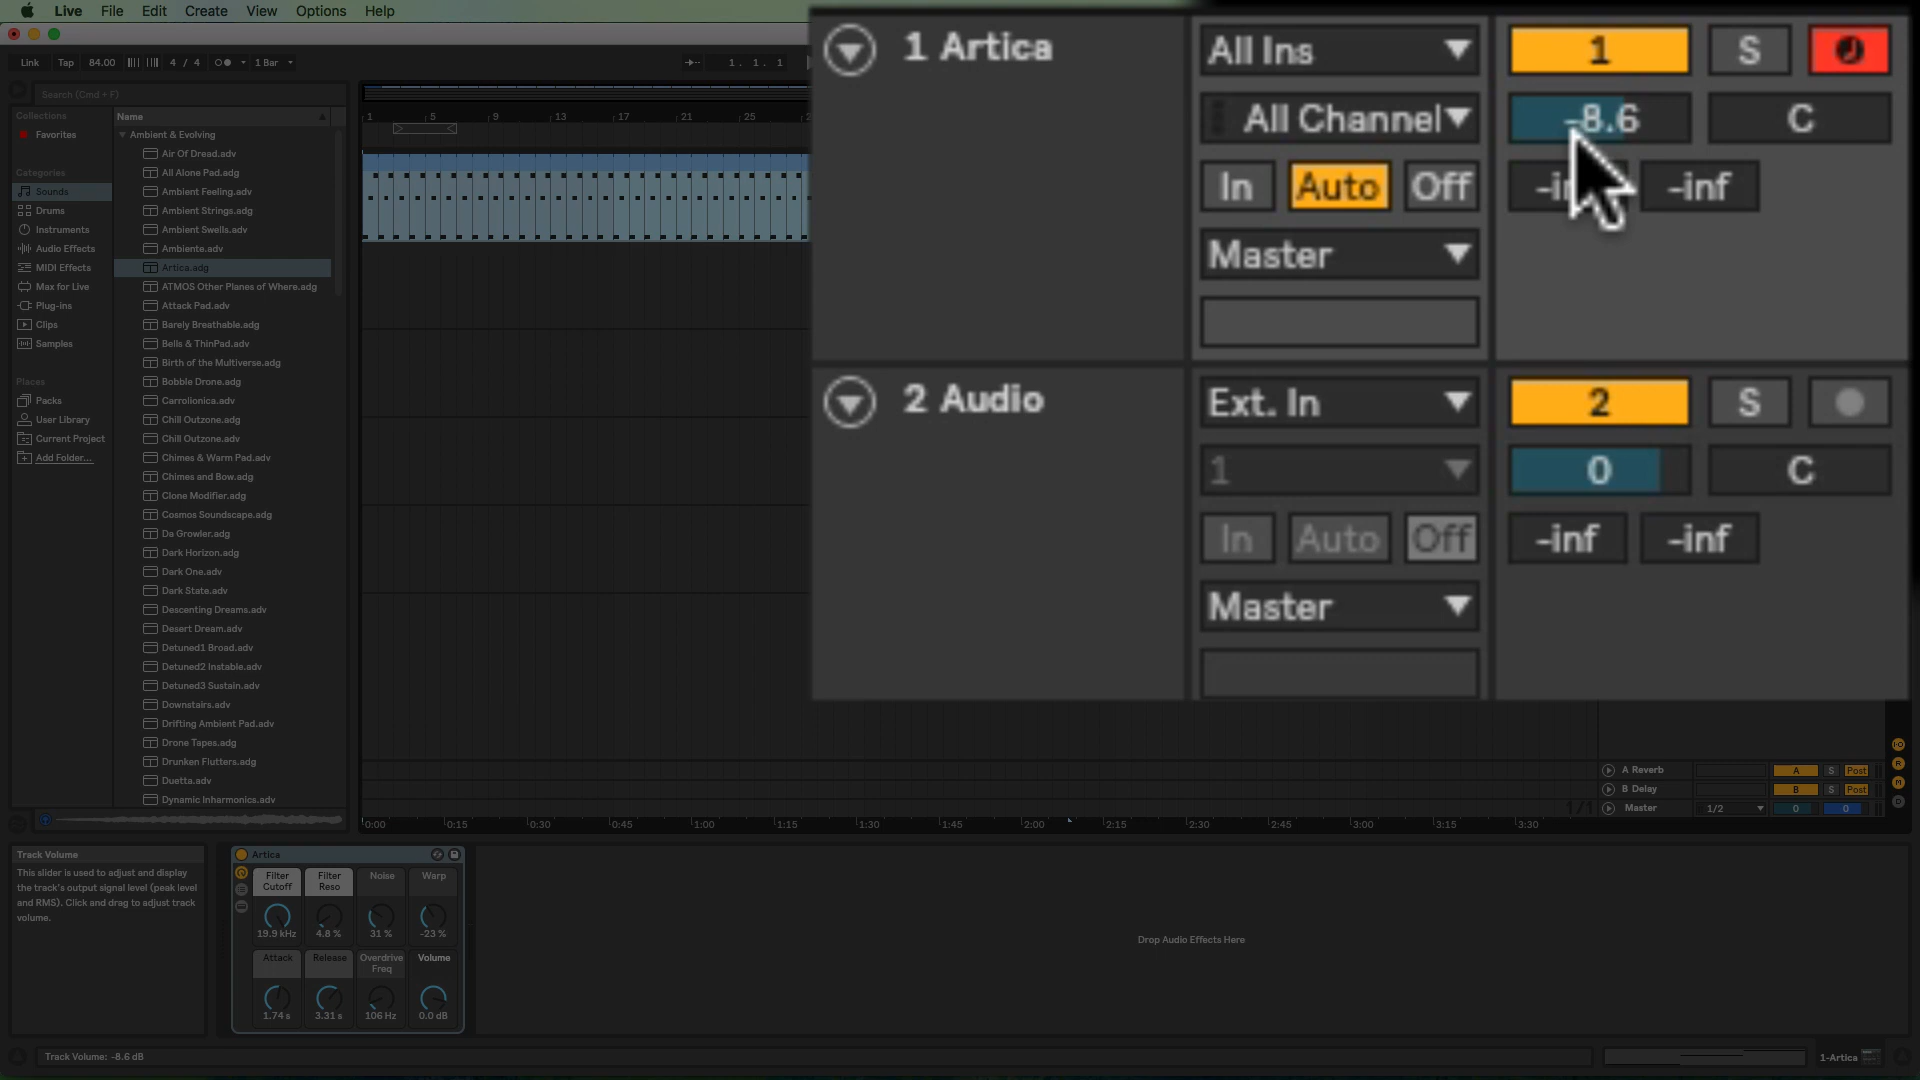 Live File Edit Create View Options Help
Link Tap 84.00 4 / 4 1 Bar 1. 1. 1
Search (Cmd + F)
Collections
Favorites
Categories
Sounds
Drums
Instruments
Audio Effects
MIDI Effects
Max for Live
Plug-ins
Clips
Samples
Places
Packs
User Library
Current Project
Add Folder...
Name
Ambient & Evolving
Air Of Dread.adv
All Alone Pad.adv
Ambient Feeling.adv
Ambient Strings.adg
Ambient Swells.adv
Ambiente.adv
Artica.adg
ATMOS Other Planes of Where.adg
Attack Pad.adv
Barely Breathable.adg
Bells & ThinPad.adv
Birth of the Multiverse.adg
Bobble Drone.adg
Carrolionica.adv
Chill Outzone.adg
Chill Outzone.adv
Chimes & Warm Pad.adv
Chimes and Bow.adg
Clone Modifier.adg
Cosmos Soundscape.adg
Da Growler.adv
Dark Horizon.adg
Dark One.adv
Dark State.adv
Descenting Dreams.adv
Desert Dream.adv
Detuned1 Broad.adv
Detuned2 Instable.adv
Detuned3 Sustain.adv
Downstairs.adv
Drifting Ambient Pad.adv
Drone Tapes.adg
Drunken Flutters.adg
Duetta.adv
Dynamic Inharmonics.adv
1 5 9 13 17 21 25
1 Artica
All Ins
All Channel
In Auto Off
Master
1 S
-8.6 C
-inf
2 Audio
Ext. In
1
In Auto Off
Master
2 S
0 C
-inf -inf
A Reverb A S Post
B Delay B S Post
1/1
Master 1/2 0 0
0:00 0:15 0:30 0:45 1:00 1:15 1:30 1:45 2:00 2:15 2:30 2:45 3:00 3:15 3:30
Track Volume
This slider is used to adjust and display
the track's output signal level (peak level
and RMS). Click and drag to adjust track
volume.
Artica
Filter Cutoff Filter Reso Noise Warp
19.9 kHz 4.8 % 31 % -23 %
Attack Release Overdrive Freq Volume
1.74 s 3.31 s 106 Hz 0.0 dB
Drop Audio Effects Here
Track Volume: -8.6 dB
1-Artica